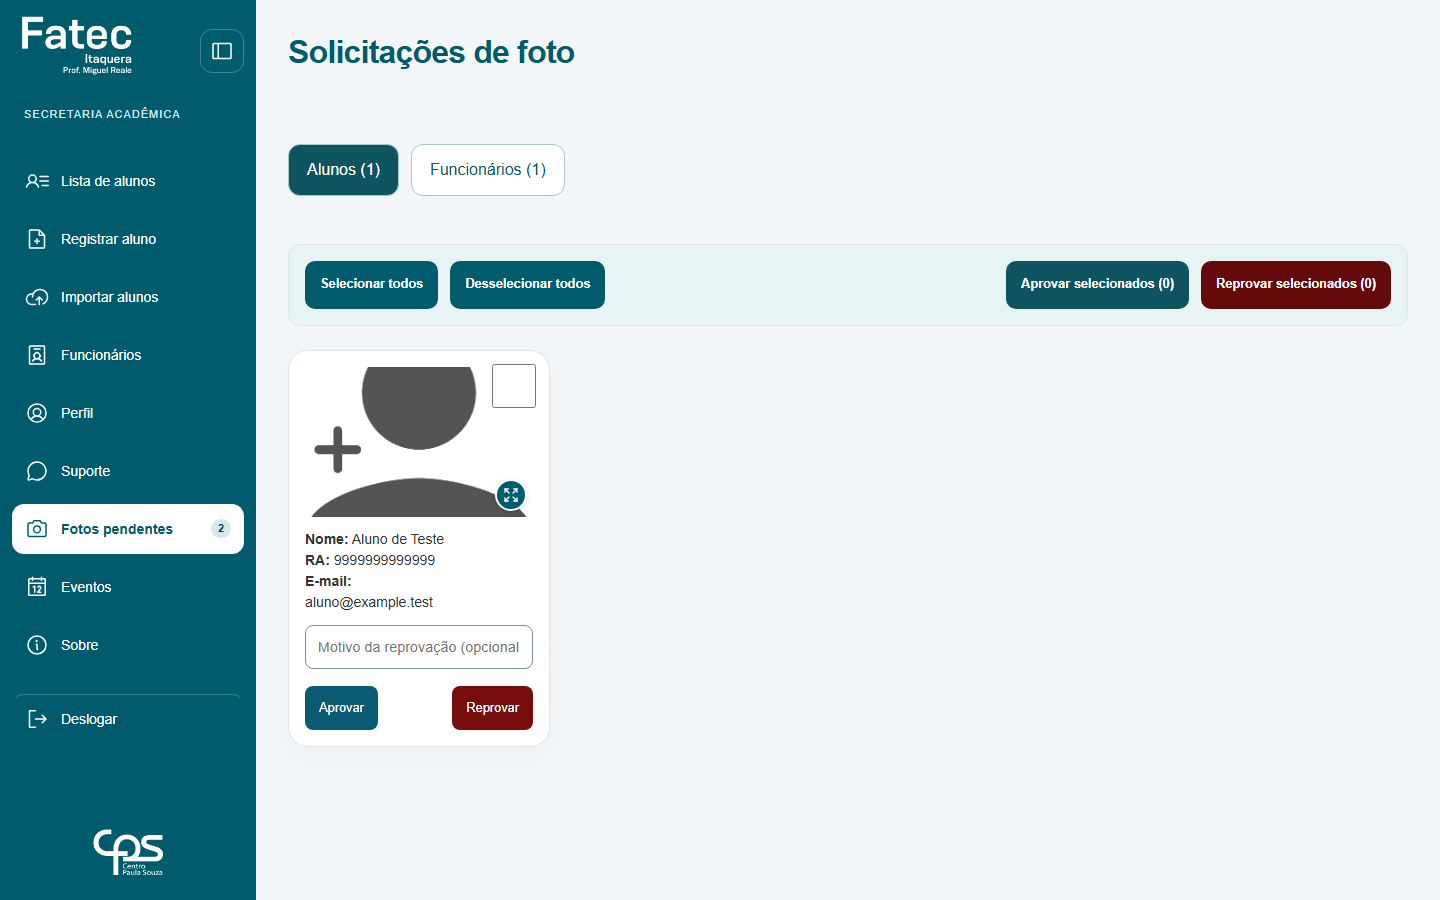 Fatec
Itaquera
Prof. Miguel Reale
SECRETARIA ACADÊMICA
Lista de alunos
Registrar aluno
Importar alunos
Funcionários
Perfil
Suporte
Fotos pendentes 2
12
Eventos
Sobre
Deslogar
cps
Centro
Paula Souza
Solicitações de foto
Alunos (1) Funcionários (1)
Selecionar todos Desselecionar todos Aprovar selecionados (0) Reprovar selecionados (0)
Nome: Aluno de Teste
RA: 9999999999999
E-mail:
aluno@example.test
Motivo da reprovação (opcional
Aprovar Reprovar